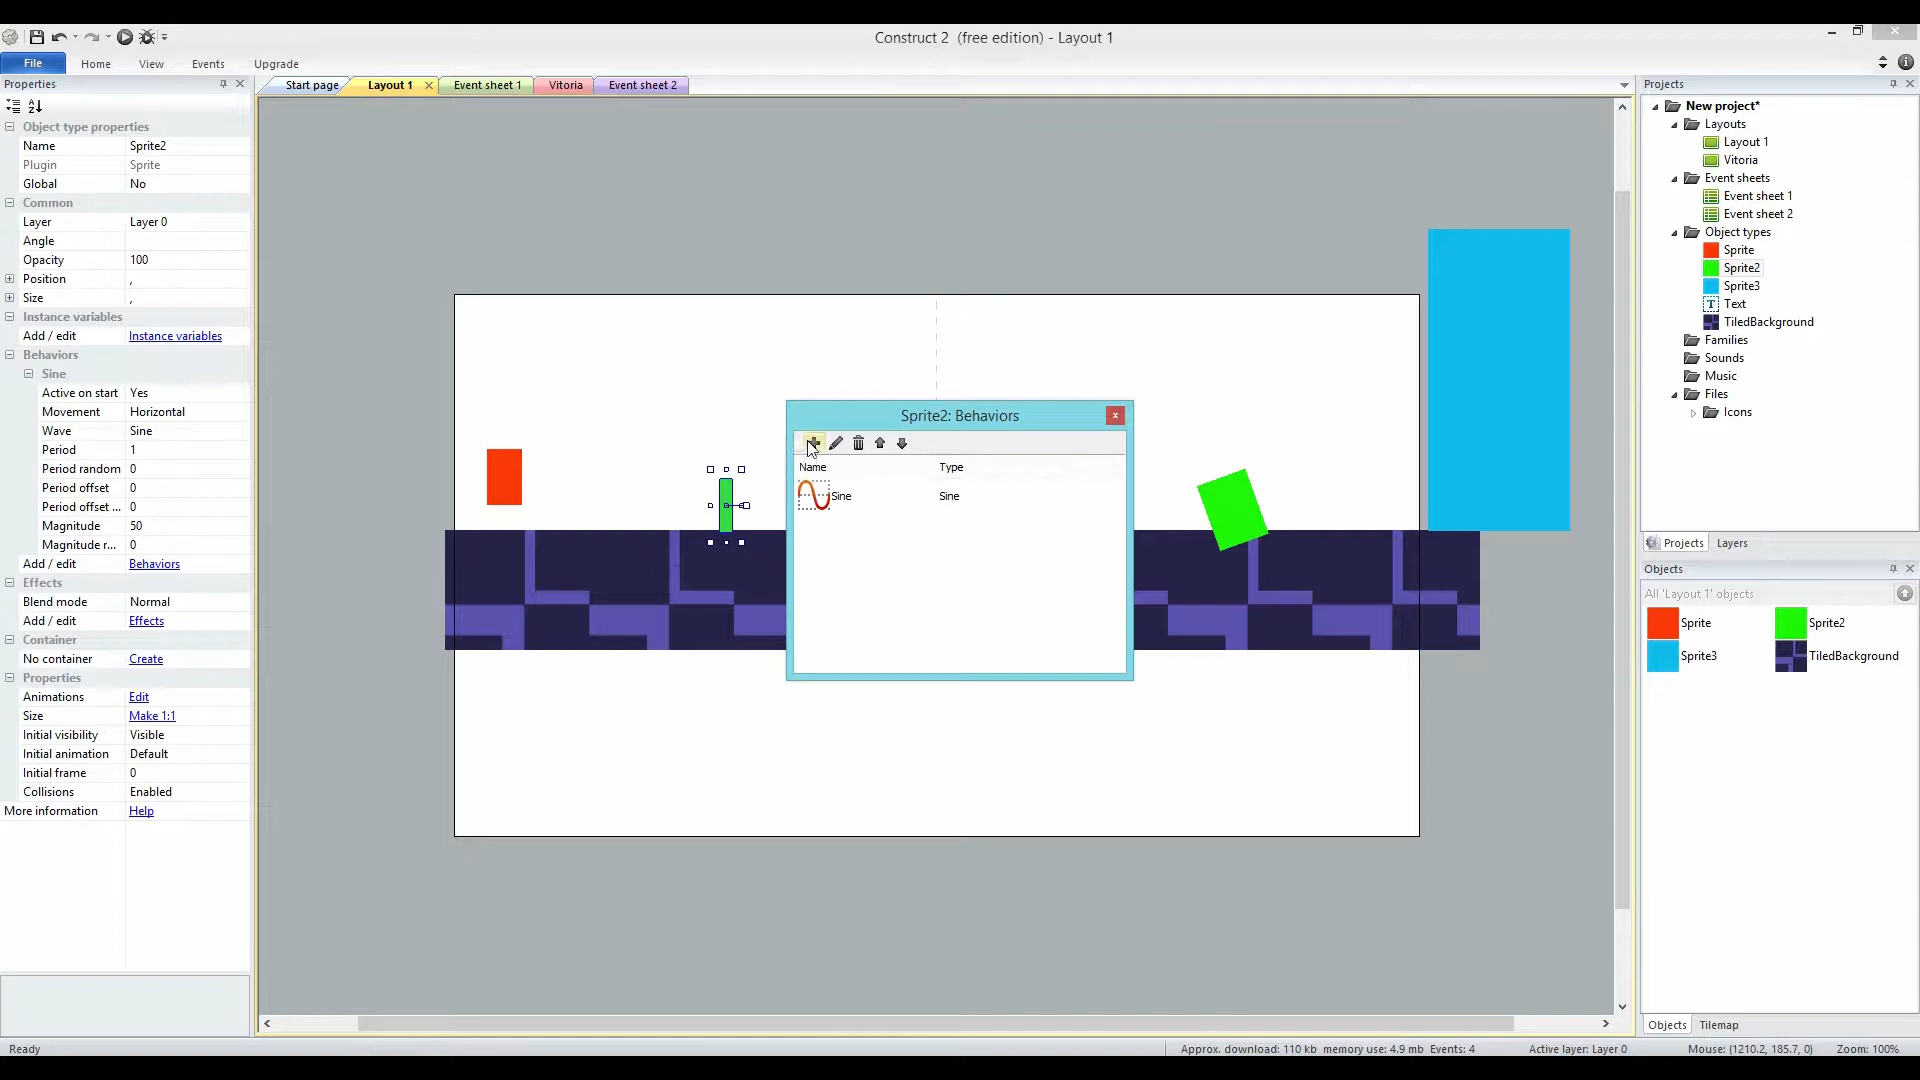 Construct 2 (free edition) - Layout 1
File Home View Events Upgrade
Properties
Start page Layout 1 Event sheet 1 Vitoria Event sheet 2
Object type properties
Name Sprite2
Plugin Sprite
Global No
Common
Layer Layer 0
Angle
Opacity 100
Position ,
Size ,
Instance variables
Add / edit Instance variables
Behaviors
Sine
Active on start Yes
Movement Horizontal
Wave Sine
Period 1
Period random 0
Period offset 0
Period offset ... 0
Magnitude 50
Magnitude r... 0
Add / edit Behaviors
Effects
Blend mode Normal
Add / edit Effects
Container
No container Create
Properties
Animations Edit
Size Make 1:1
Initial visibility Visible
Initial animation Default
Initial frame 0
Collisions Enabled
More information Help
Sprite2: Behaviors
Name Type
Sine Sine
Projects
New project*
Layouts
Layout 1
Vitoria
Event sheets
Event sheet 1
Event sheet 2
Object types
Sprite
Sprite2
Sprite3
T Text
TiledBackground
Families
Sounds
Music
Files
Icons
Projects Layers
Objects
All 'Layout 1' objects
Sprite Sprite2
Sprite3 TiledBackground
Objects Tilemap
Ready Approx. download: 110 kb memory use: 4.9 mb Events: 4 Active layer: Layer 0 Mouse: (1210.2, 185.7, 0) Zoom: 100%